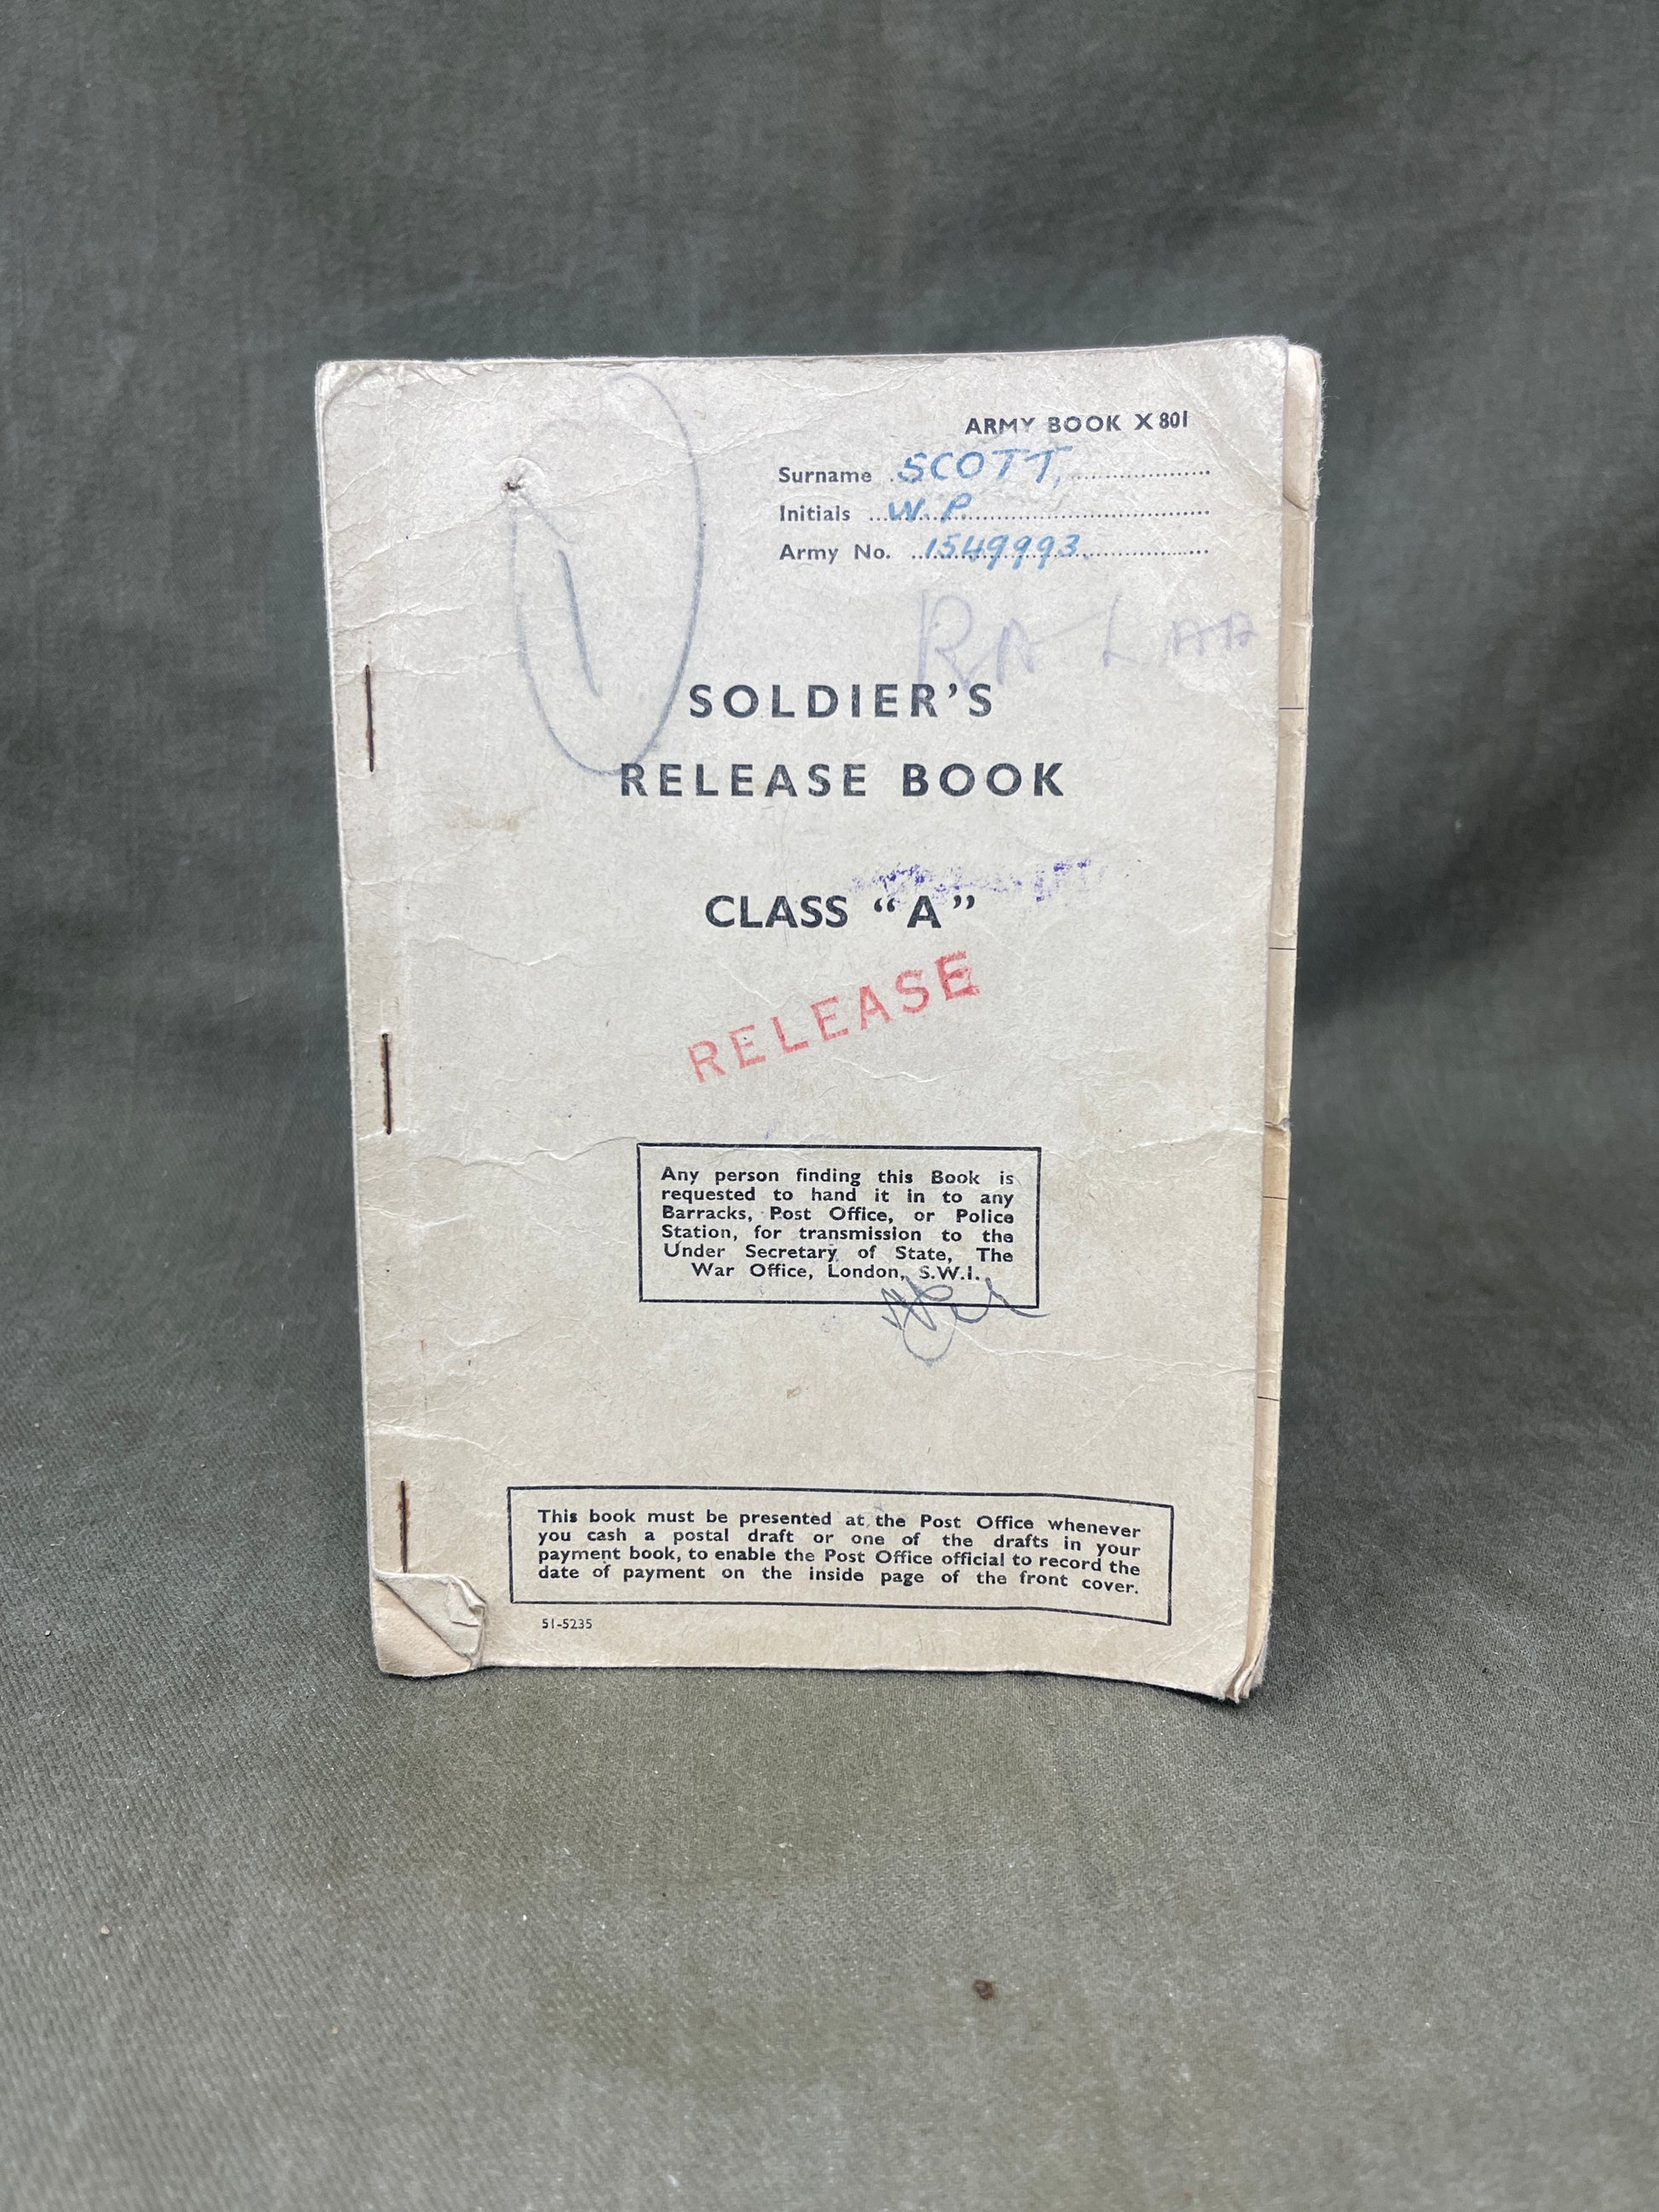 ARMY BOOK X 801
Surname SCOTT,
Initials W. P.
Army No. 1549993.
RA LAA
SOLDIER'S
RELEASE BOOK
CLASS “A”
RELEASE
Any person finding this Book is
requested to hand it in to any
Barracks, Post Office, or Police
Station, for transmission to the
Under Secretary of State, The
War Office, London, S.W.1.
This book must be presented at the Post Office whenever
you cash a postal draft or one of the drafts in your
payment book, to enable the Post Office official to record the
date of payment on the inside page of the front cover.
51-5235